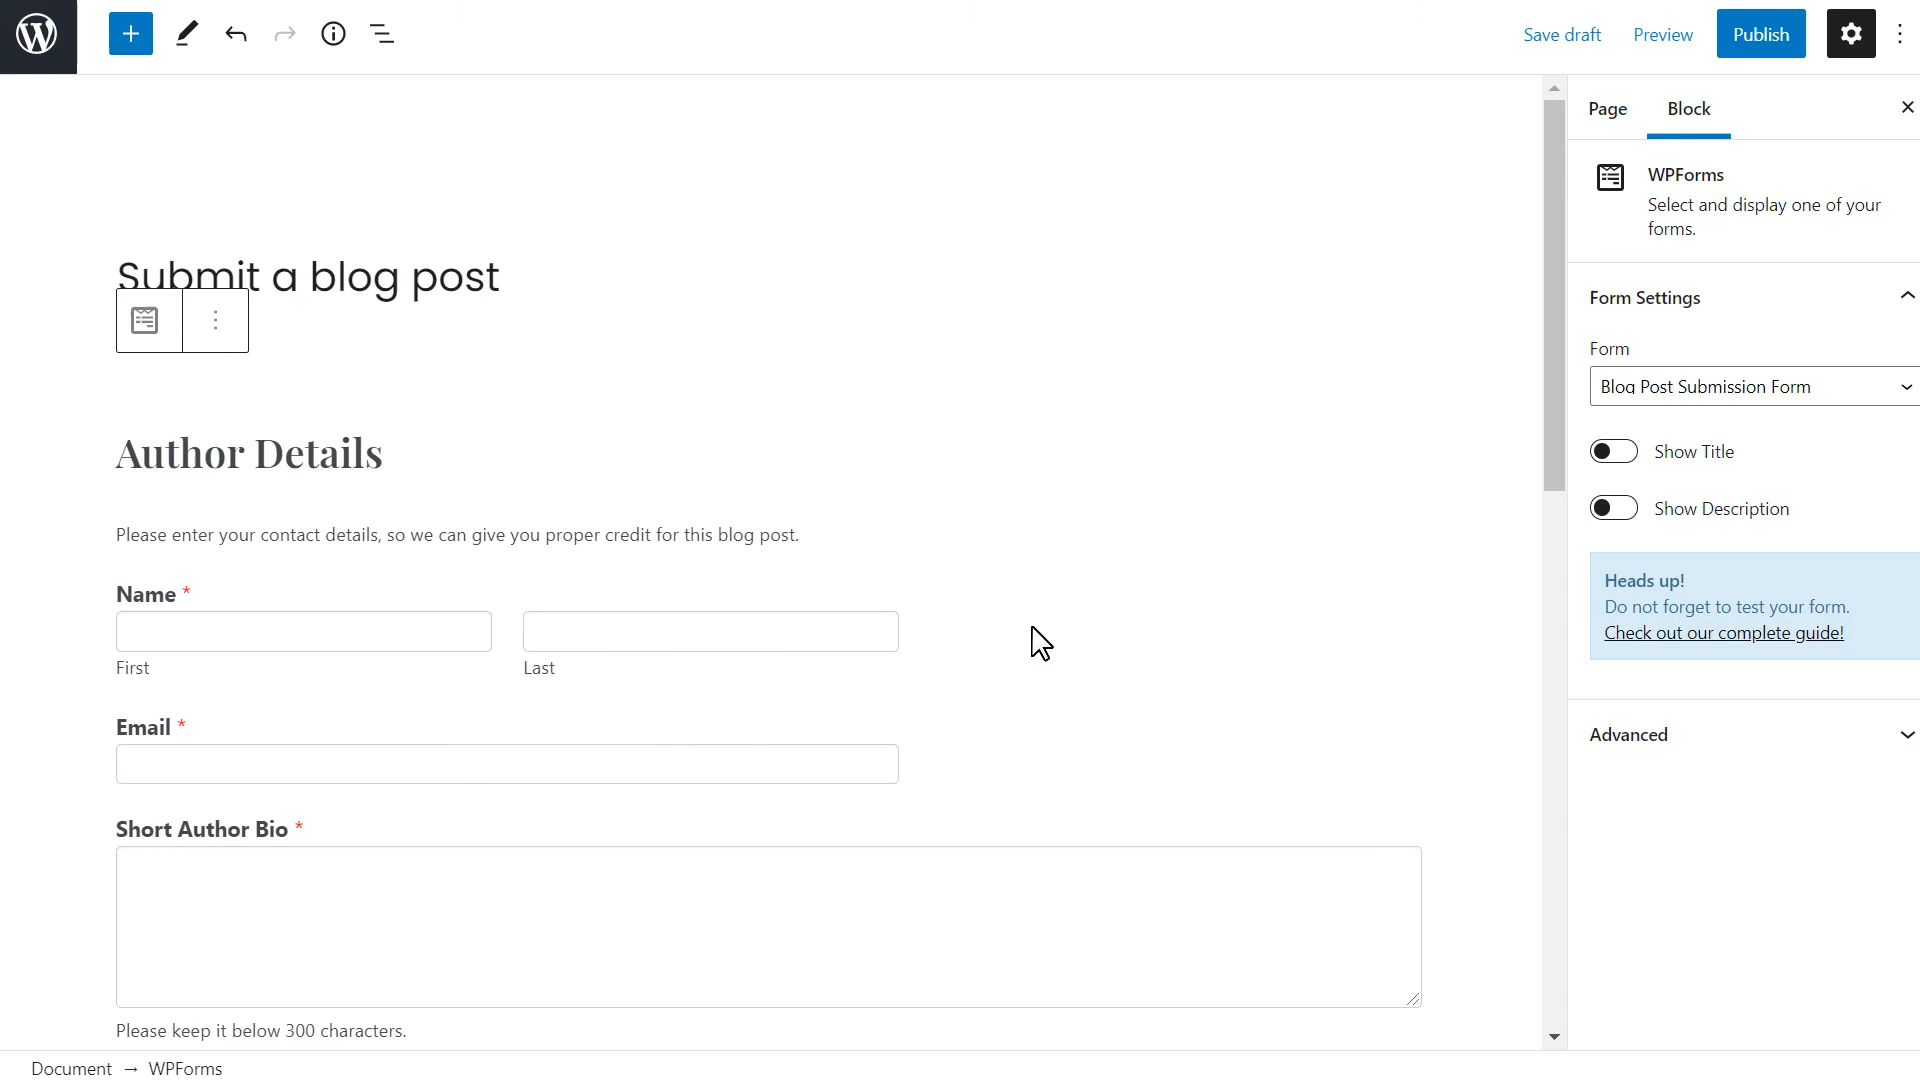 Save draft
Preview
Publish
Submit a blog post
Author Details
Please enter your contact details, so we can give you proper credit for this blog post.
Name *
First
Last
Email *
Short Author Bio *
Please keep it below 300 characters.
Page
Block
WPForms
Select and display one of your
forms.
Form Settings
Form
Blog Post Submission Form
Show Title
Show Description
Heads up!
Do not forget to test your form.
Check out our complete guide!
Advanced
Document → WPForms